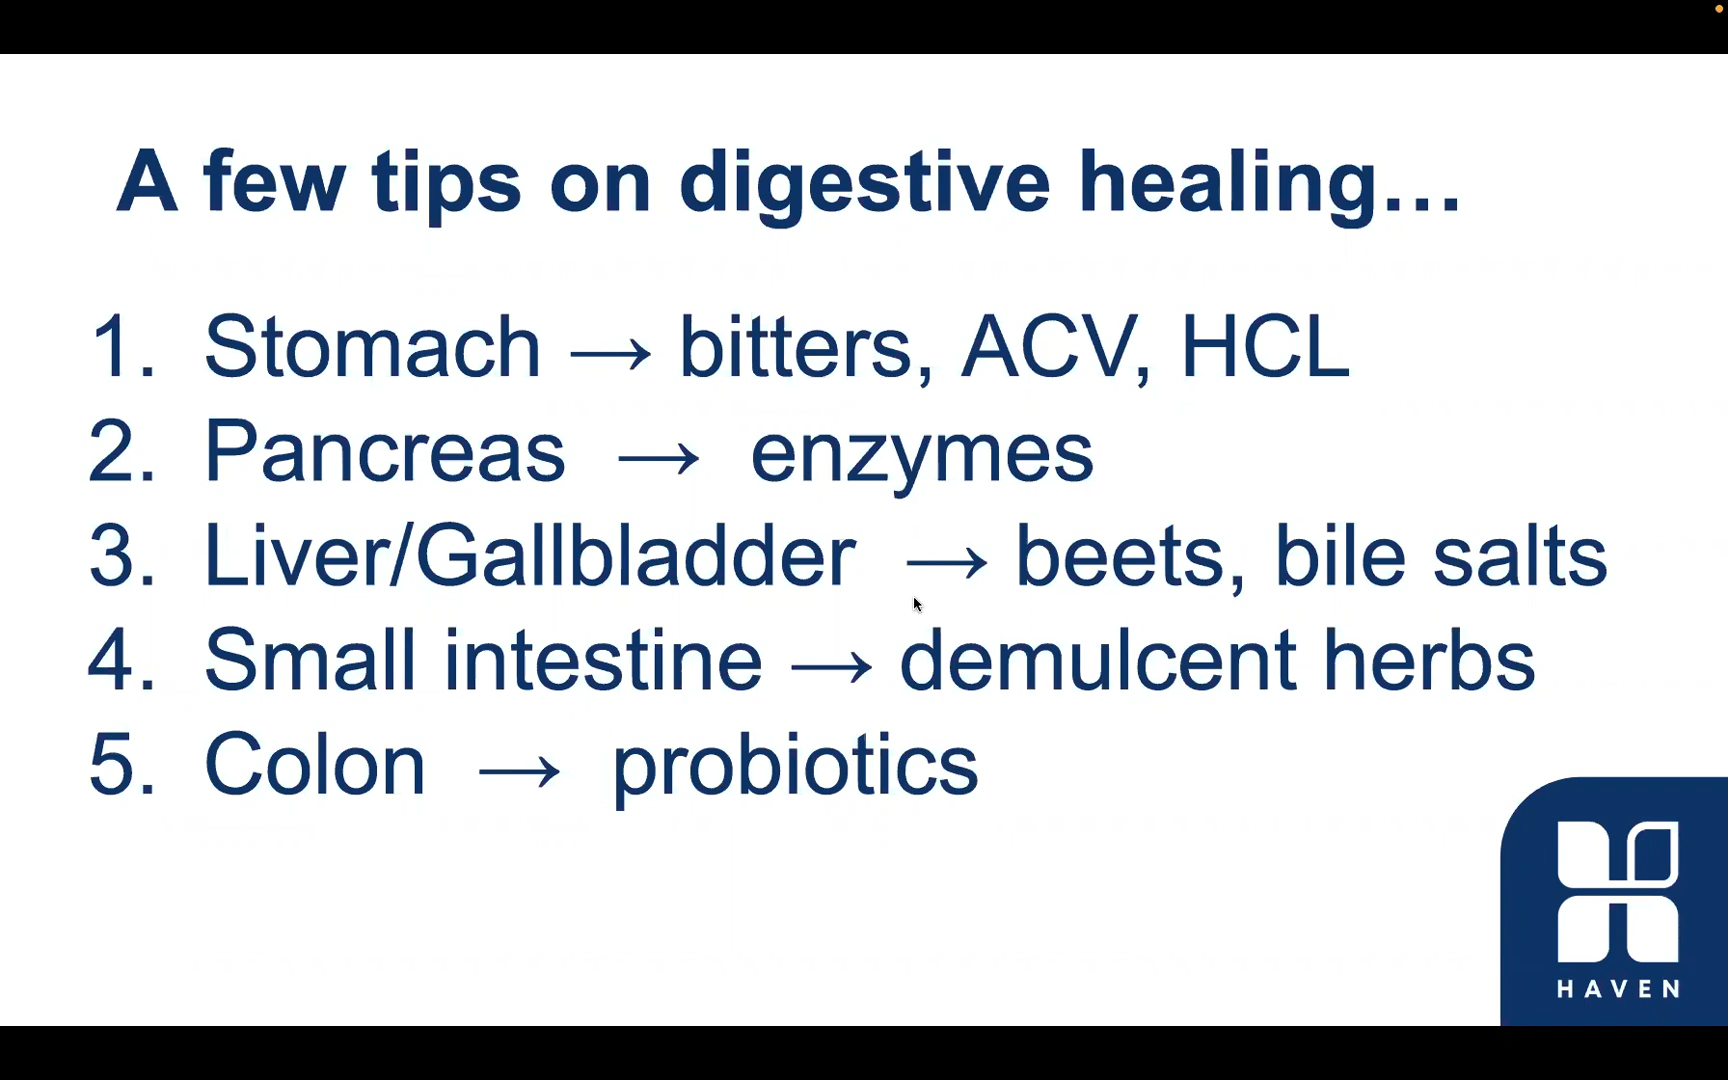 A few tips on digestive healing…
1. Stomach → bitters, ACV, HCL
2. Pancreas → enzymes
3. Liver/Gallbladder → beets, bile salts
4. Small intestine → demulcent herbs
5. Colon → probiotics
HAVEN